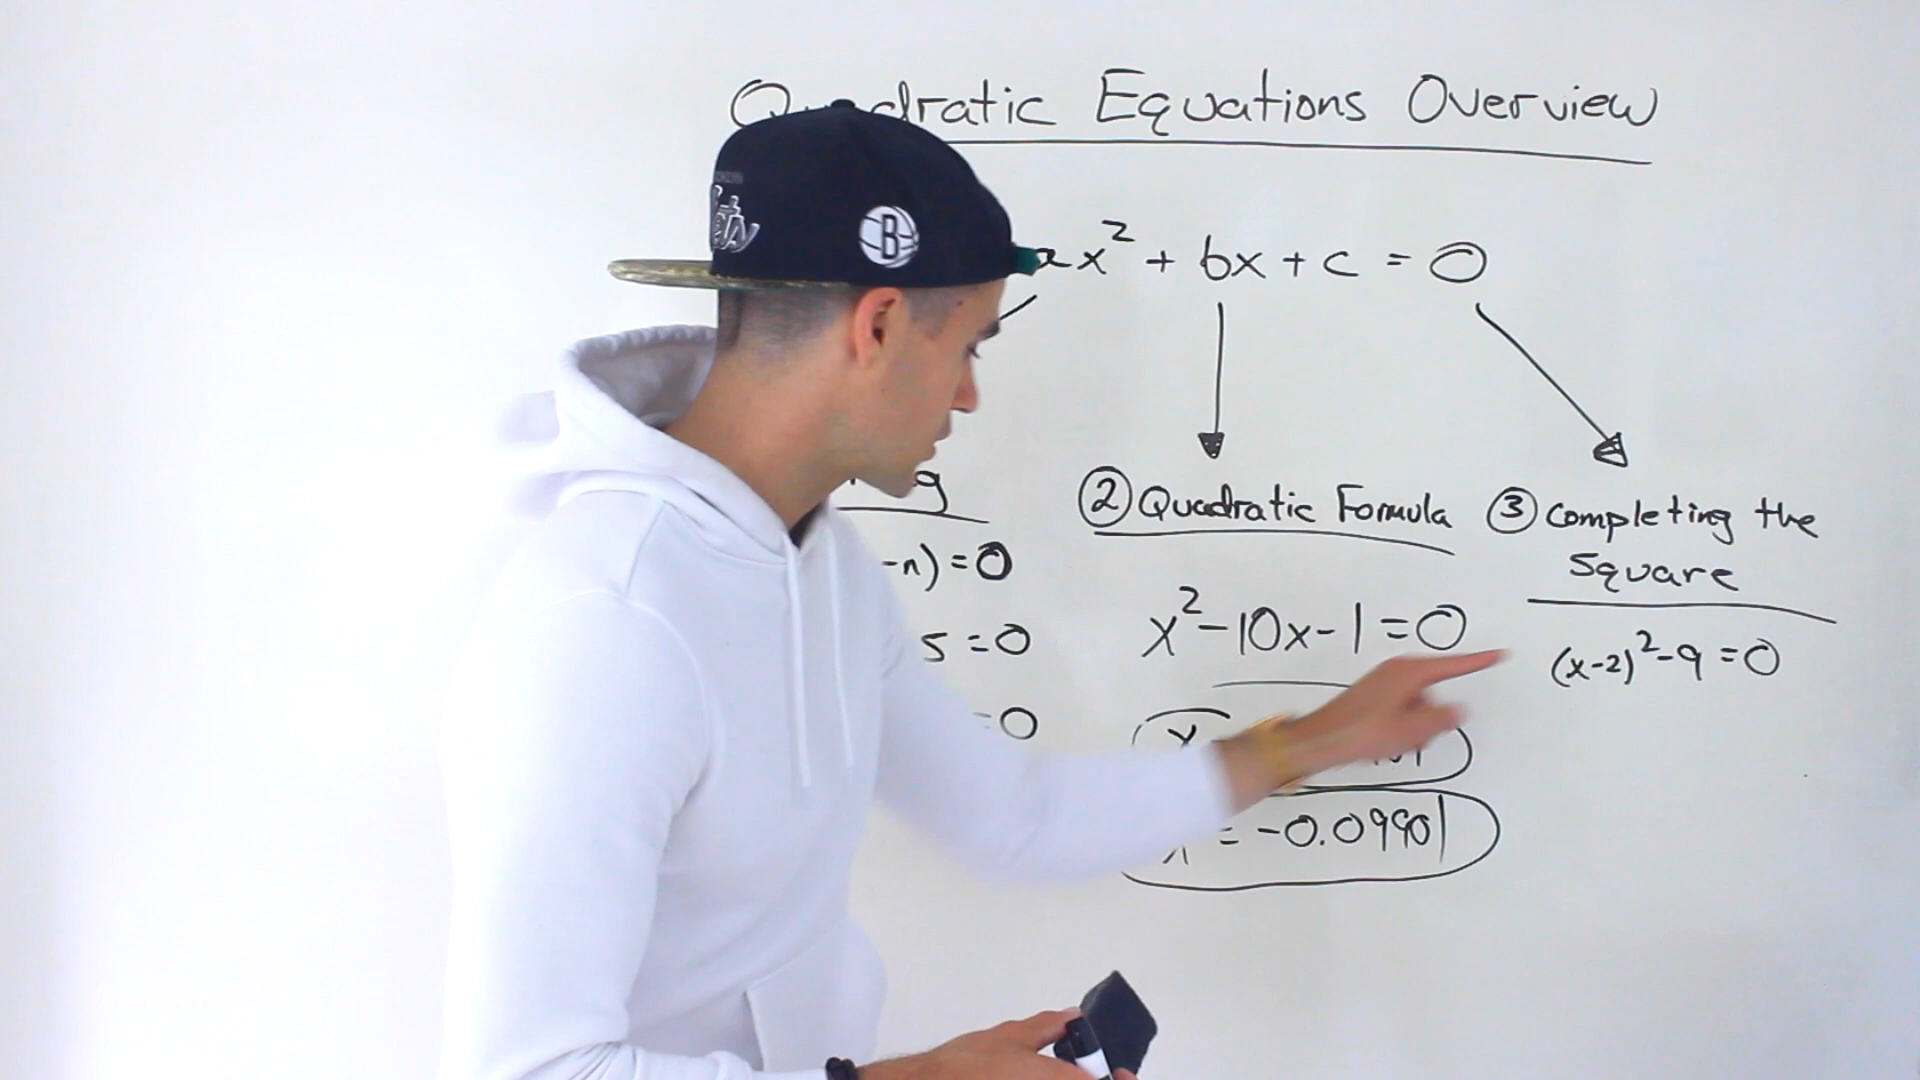 Quadratic Equations Overview
ax² + bx + c = 0
② Quadratic Formula
③ Completing the
Square
-n) = 0
x² - 10x - 1 = 0
5 = 0
(x-2)² - 9 = 0
= 0
x
= -0.09901
B